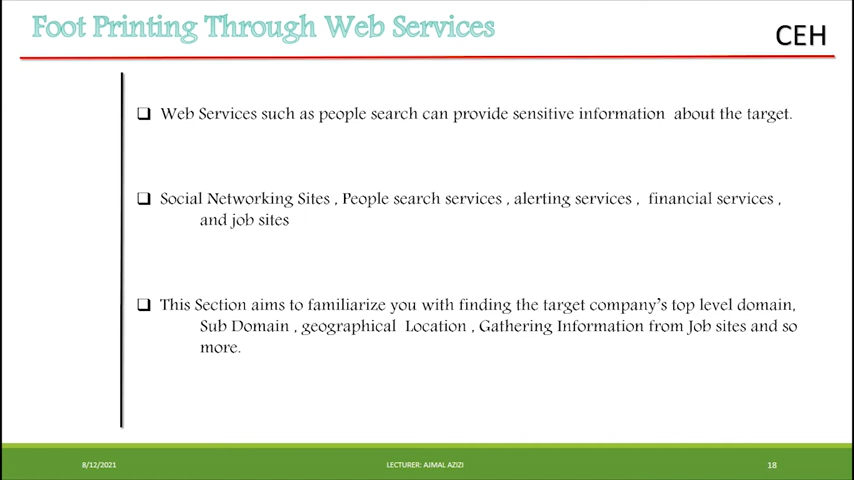 Foot Printing Through Web Services
CEH
Web Services such as people search can provide sensitive information about the target.
Social Networking Sites , People search services , alerting services , financial services ,
and job sites
This Section aims to familiarize you with finding the target company's top level domain,
Sub Domain , geographical Location , Gathering Information from Job sites and so
more.
8/12/2021
LECTURER: AJMAL AZIZI
18